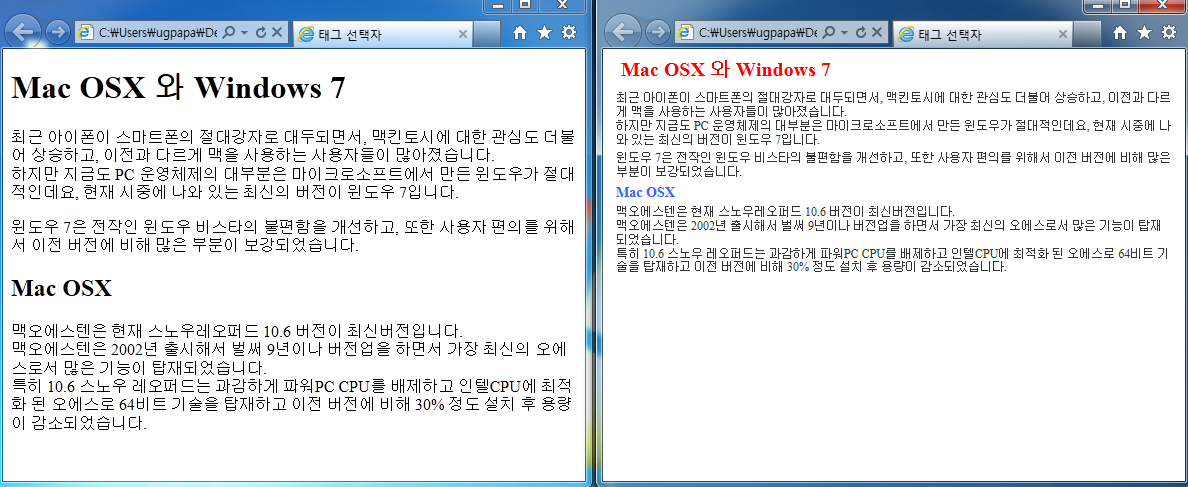 C:₩Users₩ugpapa₩De
태그 선택자
Mac OSX 와 Windows 7
최근 아이폰이 스마트폰의 절대강자로 대두되면서, 맥킨토시에 대한 관심도 더불
어 상승하고, 이전과 다르게 맥을 사용하는 사용자들이 많아졌습니다.
하지만 지금도 PC 운영체제의 대부분은 마이크로소프트에서 만든 윈도우가 절대
적인데요, 현재 시중에 나와 있는 최신의 버전이 윈도우 7입니다.
윈도우 7은 전작인 윈도우 비스타의 불편함을 개선하고, 또한 사용자 편의를 위해
서 이전 버전에 비해 많은 부분이 보강되었습니다.
Mac OSX
맥오에스텐은 현재 스노우레오퍼드 10.6 버전이 최신버전입니다.
맥오에스텐은 2002년 출시해서 벌써 9년이나 버전업을 하면서 가장 최신의 오에
스로서 많은 기능이 탑재되었습니다.
특히 10.6 스노우 레오퍼드는 과감하게 파워PC CPU를 배제하고 인텔CPU에 최적
화 된 오에스로 64비트 기술을 탑재하고 이전 버전에 비해 30% 정도 설치 후 용량
이 감소되었습니다.
C:₩Users₩ugpapa₩De
태그 선택자
Mac OSX 와 Windows 7
최근 아이폰이 스마트폰의 절대강자로 대두되면서, 맥킨토시에 대한 관심도 더불어 상승하고, 이전과 다르
게 맥을 사용하는 사용자들이 많아졌습니다.
하지만 지금도 PC 운영체제의 대부분은 마이크로소프트에서 만든 윈도우가 절대적인데요, 현재 시중에 나
와 있는 최신의 버전이 윈도우 7입니다.
윈도우 7은 전작인 윈도우 비스타의 불편함을 개선하고, 또한 사용자 편의를 위해서 이전 버전에 비해 많은
부분이 보강되었습니다.
Mac OSX
맥오에스텐은 현재 스노우레오퍼드 10.6 버전이 최신버전입니다.
맥오에스텐은 2002년 출시해서 벌써 9년이나 버전업을 하면서 가장 최신의 오에스로서 많은 기능이 탑재
되었습니다.
특히 10.6 스노우 레오퍼드는 과감하게 파워PC CPU를 배제하고 인텔CPU에 최적화 된 오에스로 64비트 기
술을 탑재하고 이전 버전에 비해 30% 정도 설치 후 용량이 감소되었습니다.